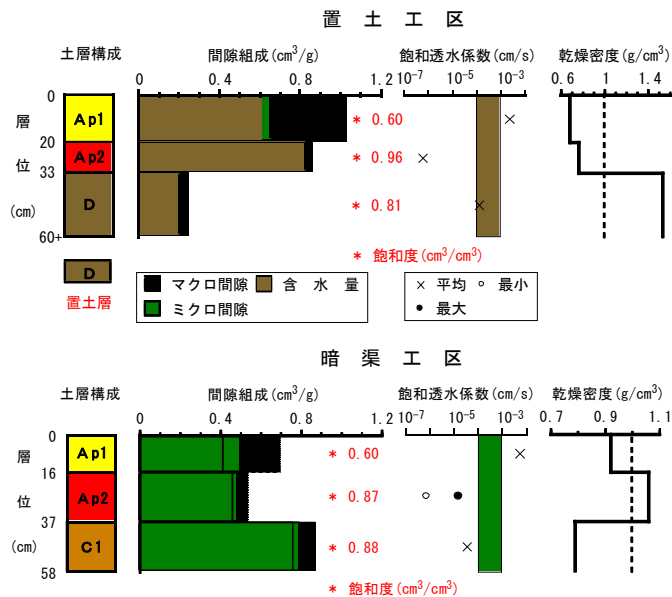 置 土 工 区
土層構成 間隙組成(cm³/g) 飽和透水係数(cm/s) 乾燥密度(g/cm³)
0 0.4 0.8 1.2 10⁻⁷ 10⁻⁵ 10⁻³ 0.6 1.0 1.4
0
層 Ap1 * 0.60
20
位 Ap2 * 0.96
33
(cm) D * 0.81
60+
* 飽和度(cm³/cm³)
D
置土層
マクロ間隙 含 水 量
ミクロ間隙
× 平均 ○ 最小
● 最大
暗 渠 工 区
土層構成 間隙組成(cm³/g) 飽和透水係数(cm/s) 乾燥密度(g/cm³)
0 0.4 0.8 1.2 10⁻⁷ 10⁻⁵ 10⁻³ 0.7 0.9 1.1
0
層 Ap1 * 0.60
16
位 Ap2 * 0.87
37
(cm) C1 * 0.88
58
* 飽和度(cm³/cm³)